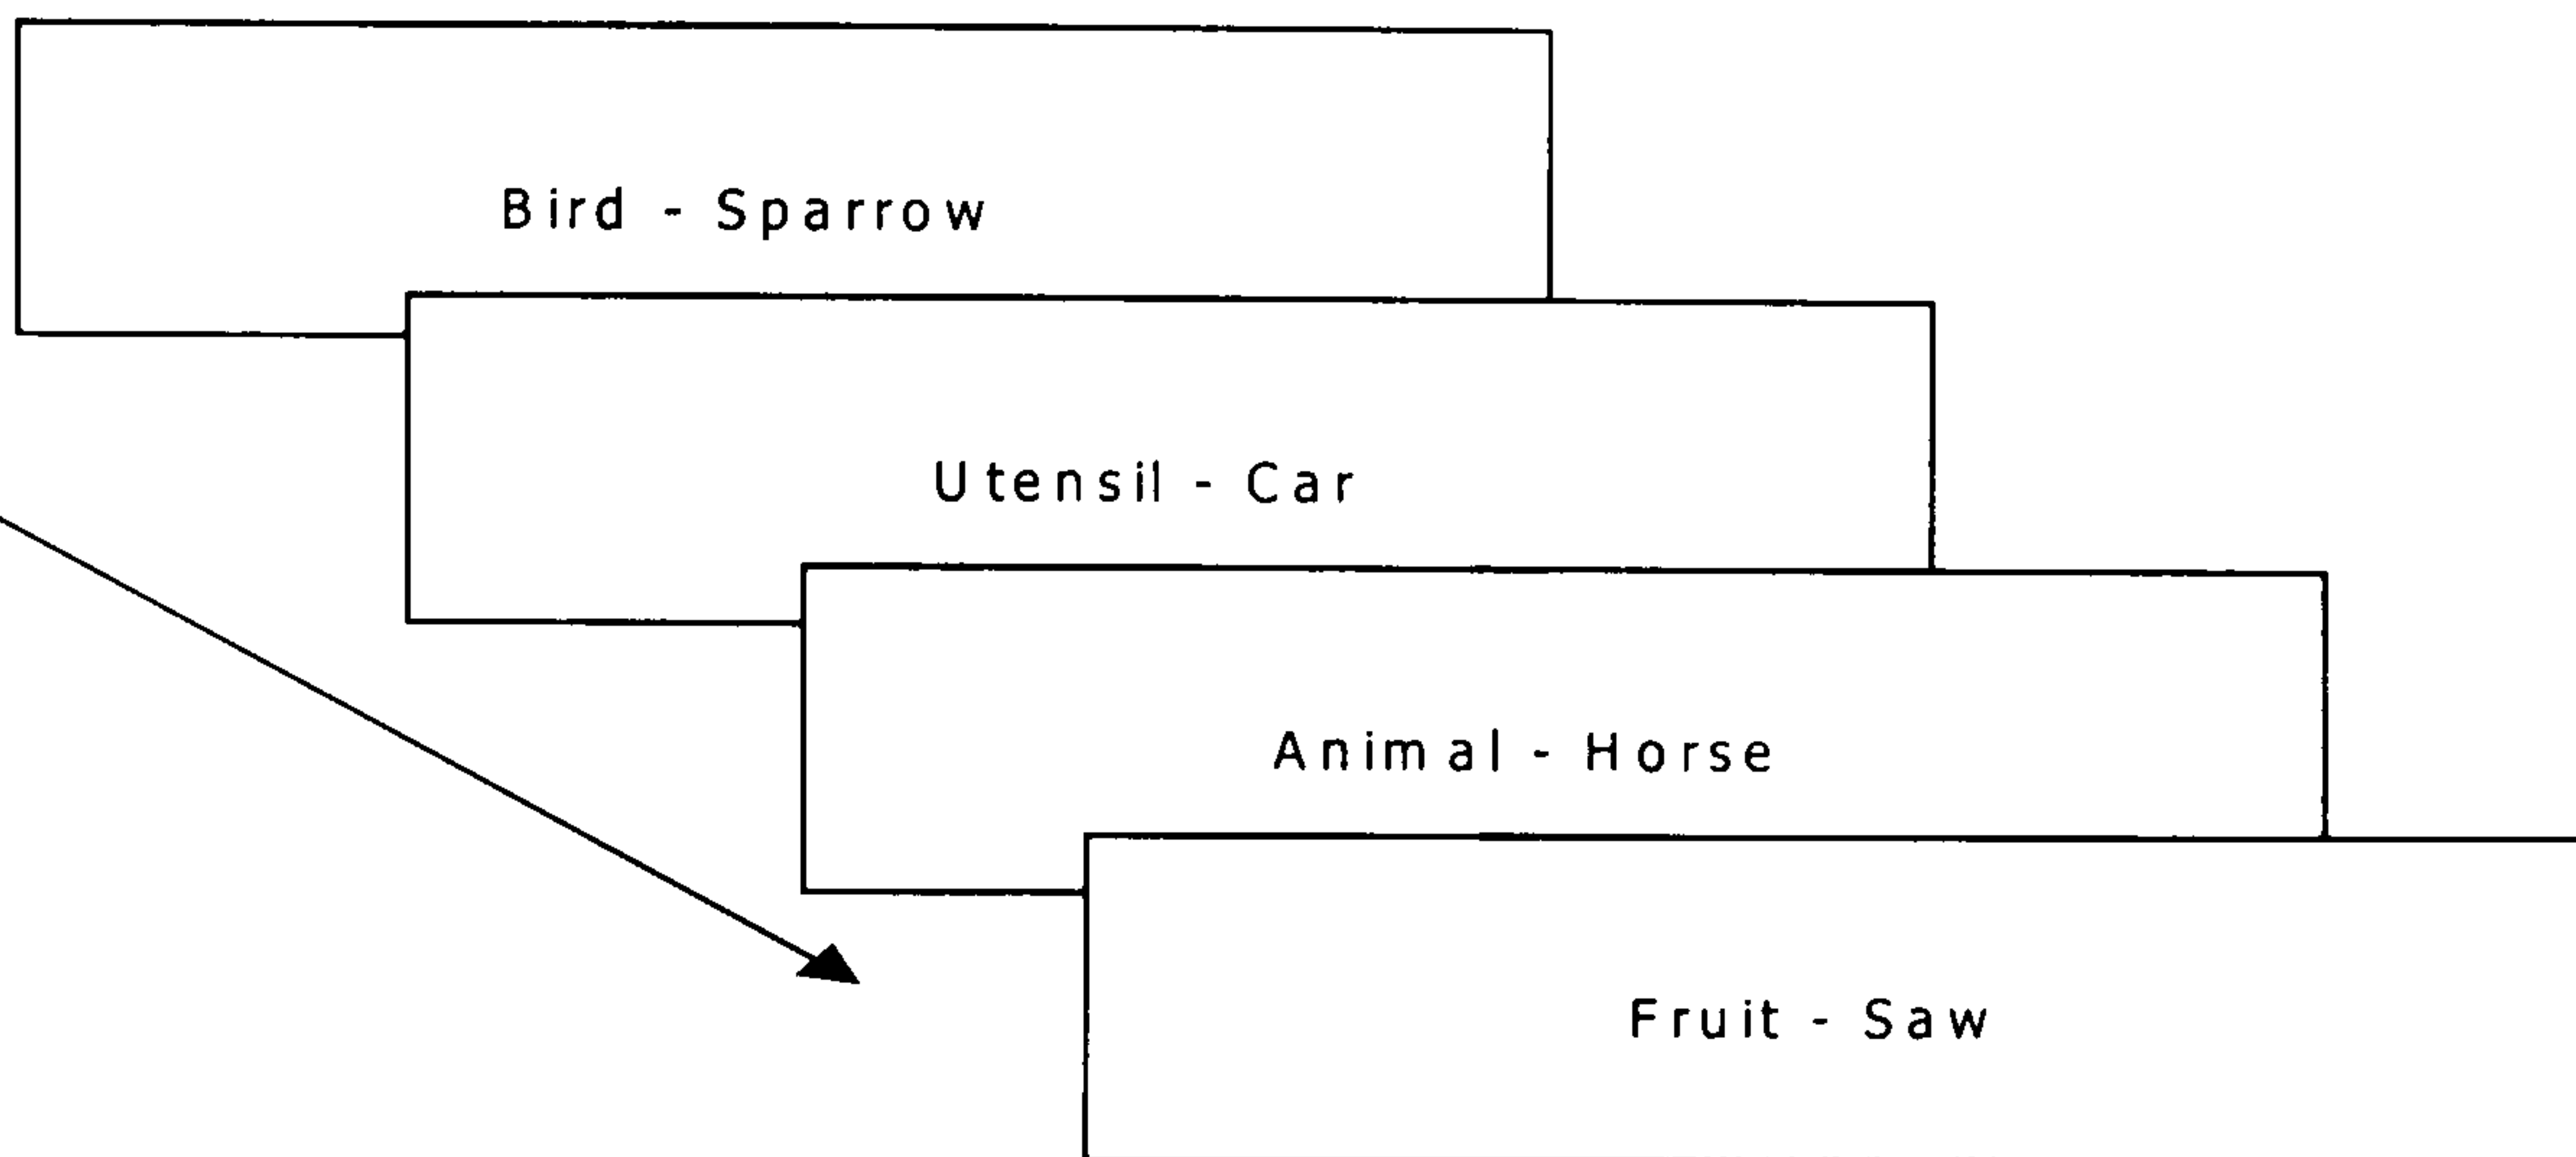 Bird - Sparrow
Utensil - Car
Animal - Horse
Fruit - Saw